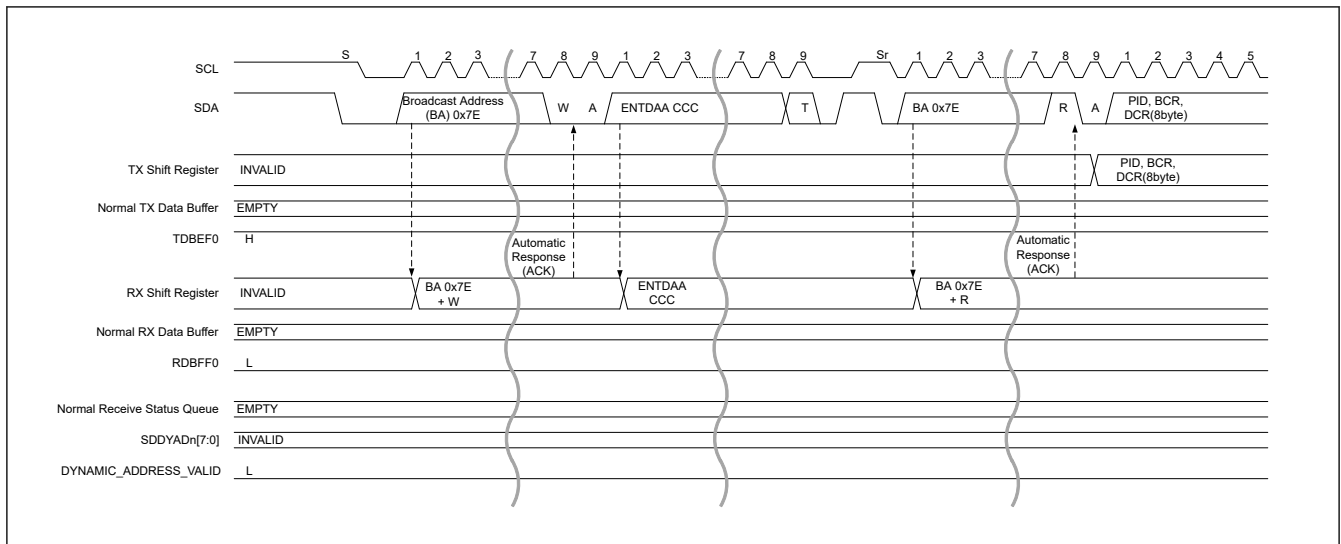 S 1 2 3 7 8 9 1 2 3 7 8 9 Sr 1 2 3 7 8 9 1 2 3 4 5
SCL
SDA Broadcast Address (BA) 0x7E W A ENTDAA CCC T BA 0x7E R A PID, BCR, DCR(8byte)
TX Shift Register INVALID PID, BCR, DCR(8byte)
Normal TX Data Buffer EMPTY
TDBEF0 H
Automatic Response (ACK) Automatic Response (ACK)
RX Shift Register INVALID BA 0x7E + W ENTDAA CCC BA 0x7E + R
Normal RX Data Buffer EMPTY
RDBFF0 L
Normal Receive Status Queue EMPTY
SDDYADn[7:0] INVALID
DYNAMIC_ADDRESS_VALID L